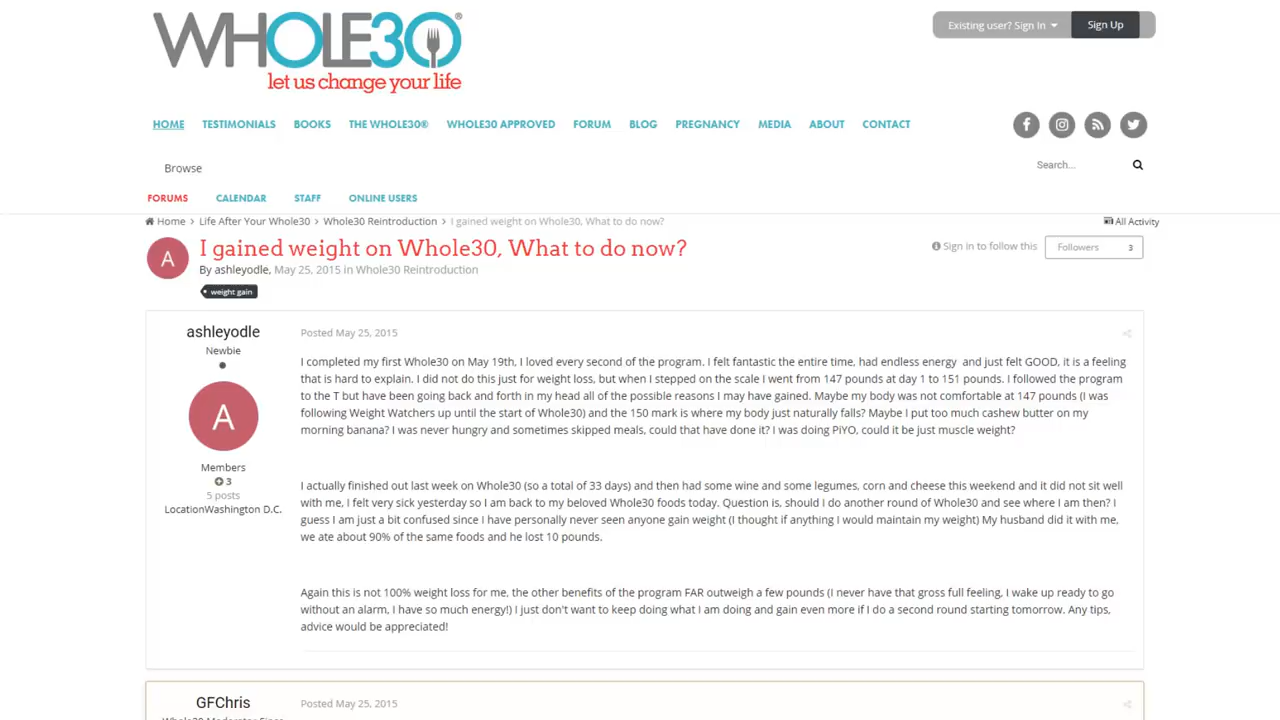 WHOLE30®
let us change your life
Existing user? Sign In
Sign Up
HOME TESTIMONIALS BOOKS THE WHOLE30® WHOLE30 APPROVED FORUM BLOG PREGNANCY MEDIA ABOUT CONTACT
Browse
Search...
FORUMS CALENDAR STAFF ONLINE USERS
Home > Life After Your Whole30 > Whole30 Reintroduction > I gained weight on Whole30, What to do now?
All Activity
A
I gained weight on Whole30, What to do now?
By ashleyodle, May 25, 2015 in Whole30 Reintroduction
weight gain
Sign in to follow this
Followers 3
ashleyodle
Newbie
A
Members
3
5 posts
LocationWashington D.C.
Posted May 25, 2015
I completed my first Whole30 on May 19th, I loved every second of the program. I felt fantastic the entire time, had endless energy and just felt GOOD, it is a feeling
that is hard to explain. I did not do this just for weight loss, but when I stepped on the scale I went from 147 pounds at day 1 to 151 pounds. I followed the program
to the T but have been going back and forth in my head all of the possible reasons I may have gained. Maybe my body was not comfortable at 147 pounds (I was
following Weight Watchers up until the start of Whole30) and the 150 mark is where my body just naturally falls? Maybe I put too much cashew butter on my
morning banana? I was never hungry and sometimes skipped meals, could that have done it? I was doing PiYO, could it be just muscle weight?
I actually finished out last week on Whole30 (so a total of 33 days) and then had some wine and some legumes, corn and cheese this weekend and it did not sit well
with me, I felt very sick yesterday so I am back to my beloved Whole30 foods today. Question is, should I do another round of Whole30 and see where I am then? I
guess I am just a bit confused since I have personally never seen anyone gain weight (I thought if anything I would maintain my weight) My husband did it with me,
we ate about 90% of the same foods and he lost 10 pounds.
Again this is not 100% weight loss for me, the other benefits of the program FAR outweigh a few pounds (I never have that gross full feeling, I wake up ready to go
without an alarm, I have so much energy!) I just don't want to keep doing what I am doing and gain even more if I do a second round starting tomorrow. Any tips,
advice would be appreciated!
GFChris
Posted May 25, 2015
Whole30 Moderator Since